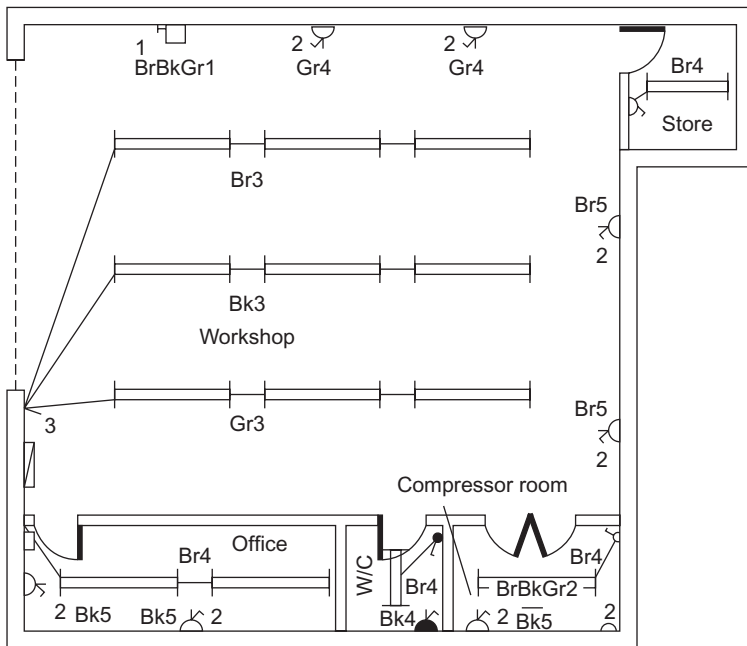 1
BrBkGr1
2
Gr4
2
Gr4
Br4
Store
Br3
Br5
2
Bk3
Workshop
3
Gr3
Br5
2
Compressor room
Office
Br4
W/C
Br4
Br4
BrBkGr2
2
Bk5
Bk5
2
Bk4
2
Bk5
2